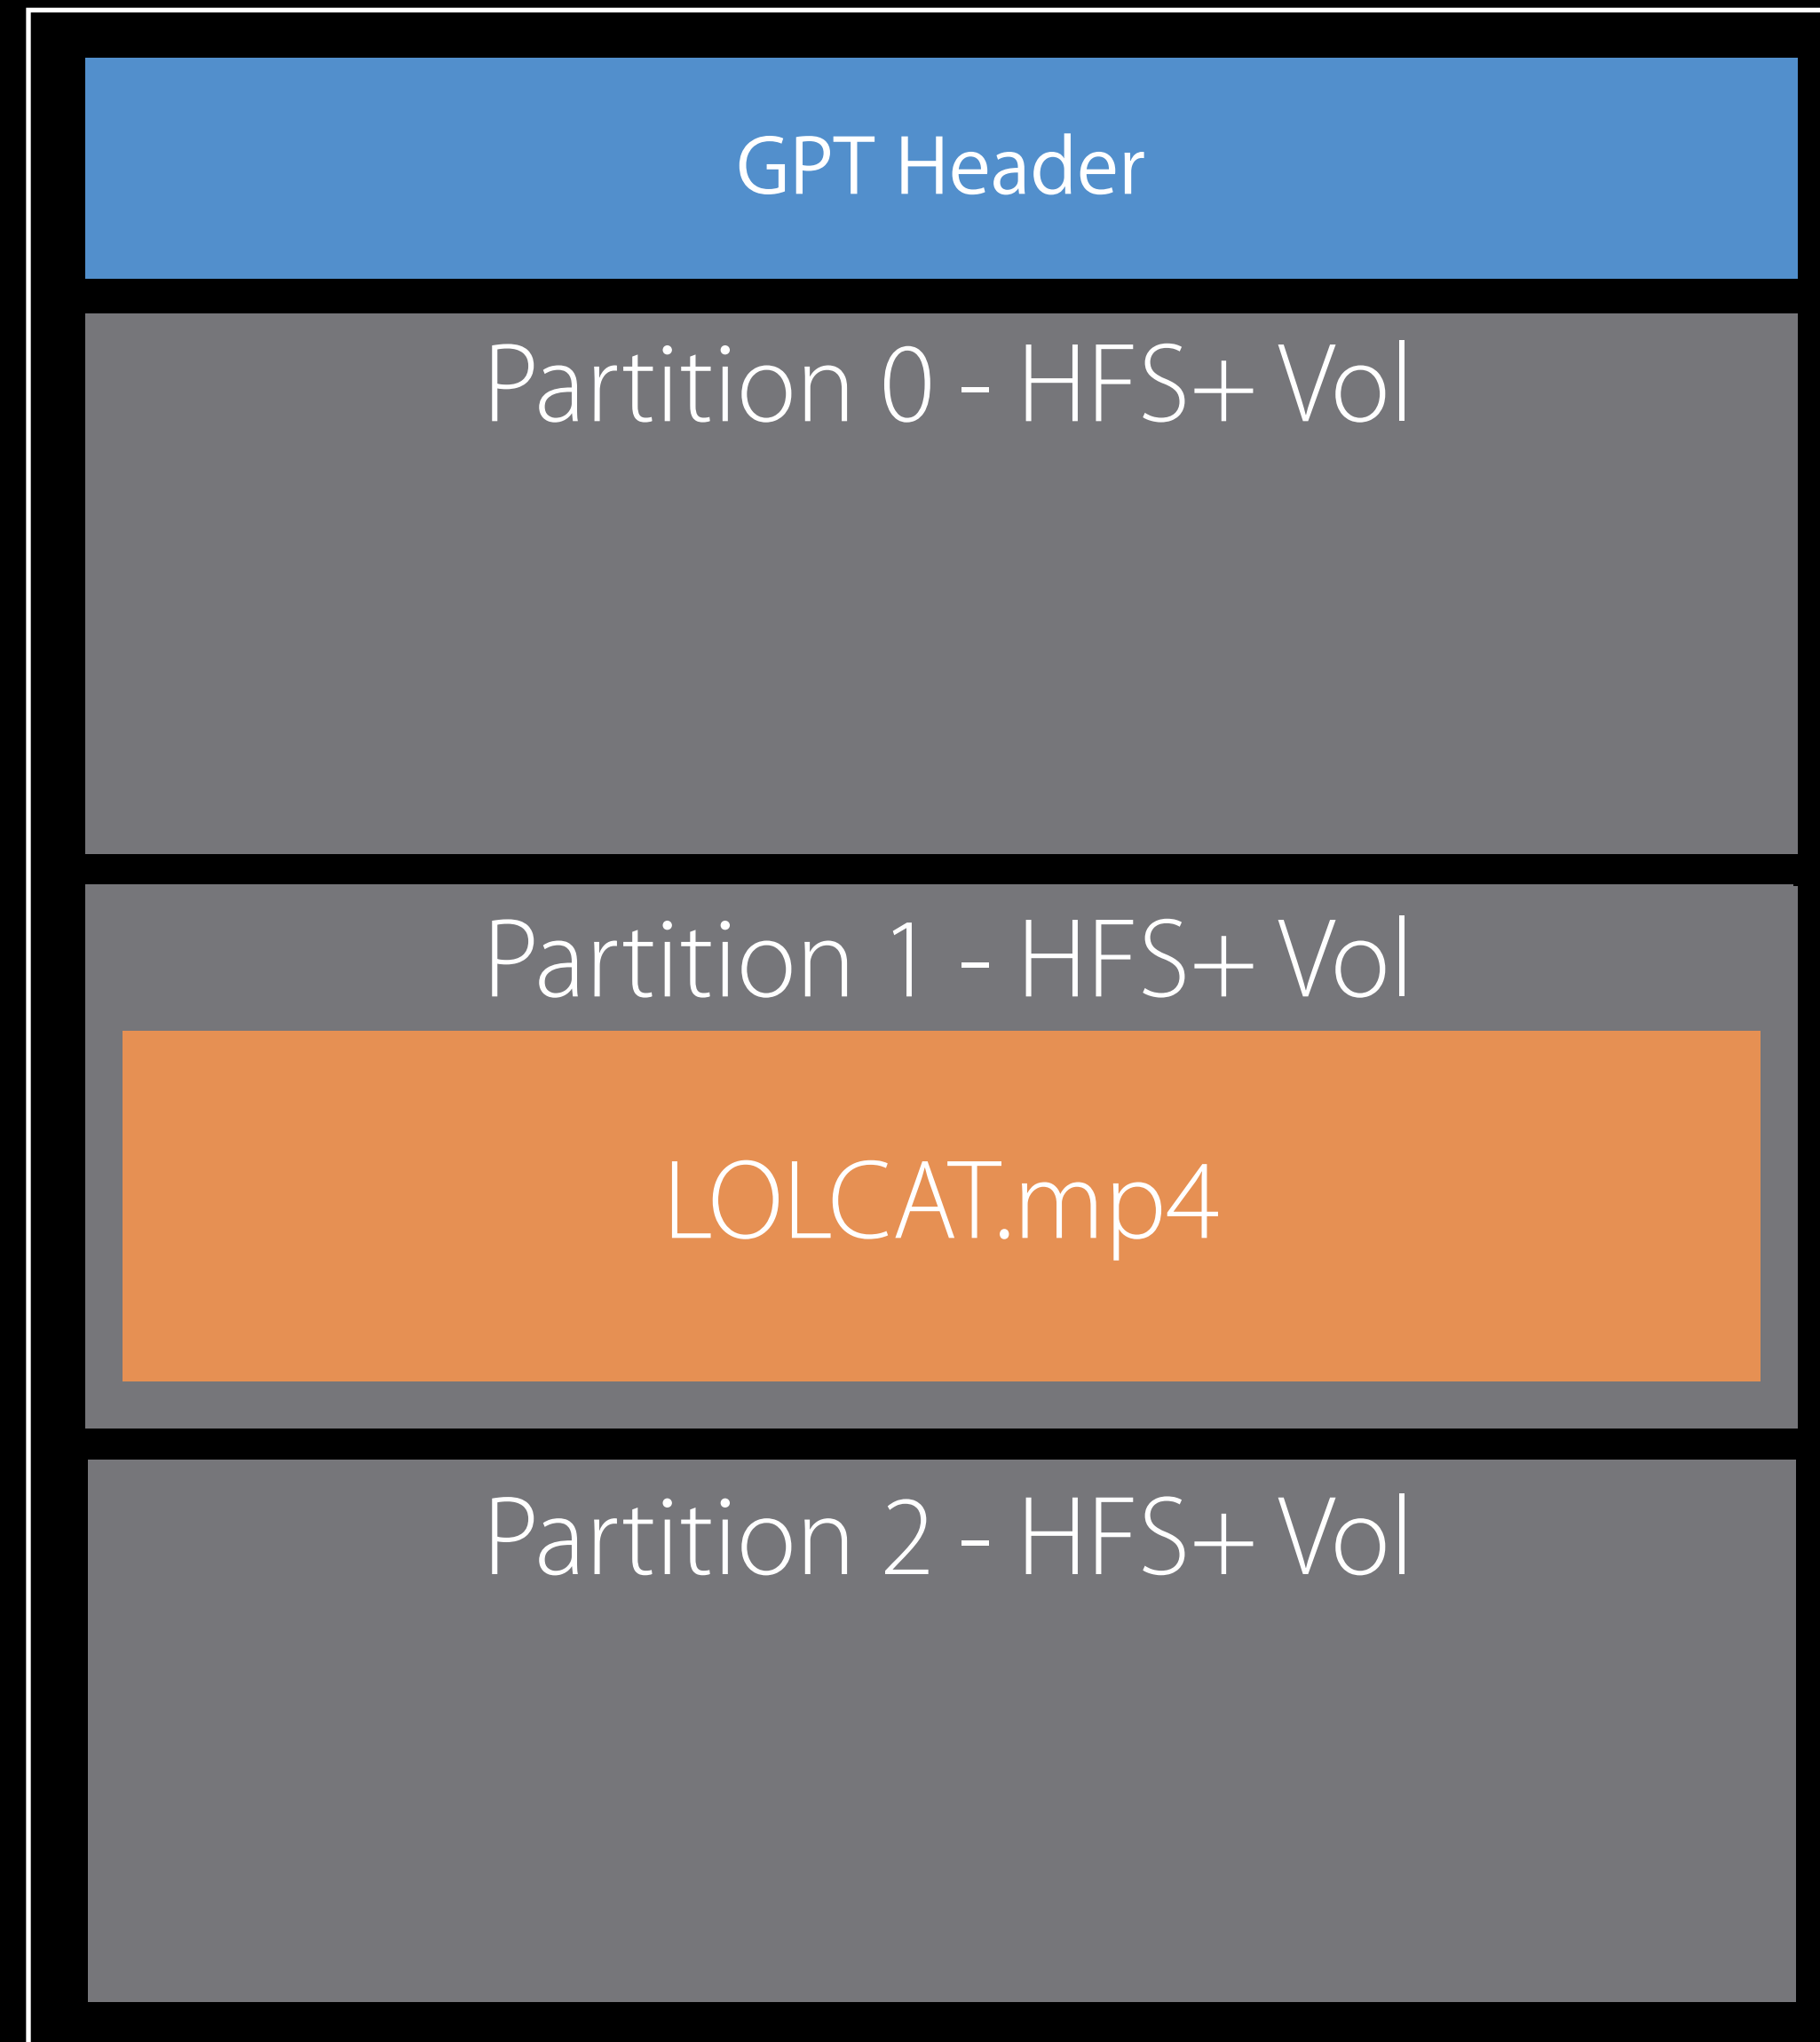 GPT Header
Partition 0 - HFS+ Vol
Partition 1 - HFS+ Vol
LOLCAT.mp4
Partition 2 - HFS+ Vol